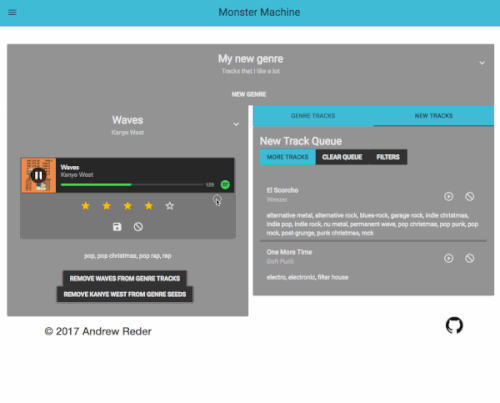 Monster Machine
My new genre
Tracks that I like a lot
NEW GENRE
Waves
Kanye West
Waves
Kanye West
pop, pop christmas, pop rap, rap
REMOVE WAVES FROM GENRE TRACKS
REMOVE KANYE WEST FROM GENRE SEEDS
GENRE TRACKS
NEW TRACKS
New Track Queue
MORE TRACKS
CLEAR QUEUE
FILTERS
El Scorcho
Weezer
alternative metal, alternative rock, blues-rock, garage rock, indie christmas,
indie pop, indie rock, nu metal, permanent wave, pop christmas, pop punk, pop
rock, post-grunge, punk christmas, rock
One More Time
Daft Punk
electro, electronic, filter house
© 2017 Andrew Reder